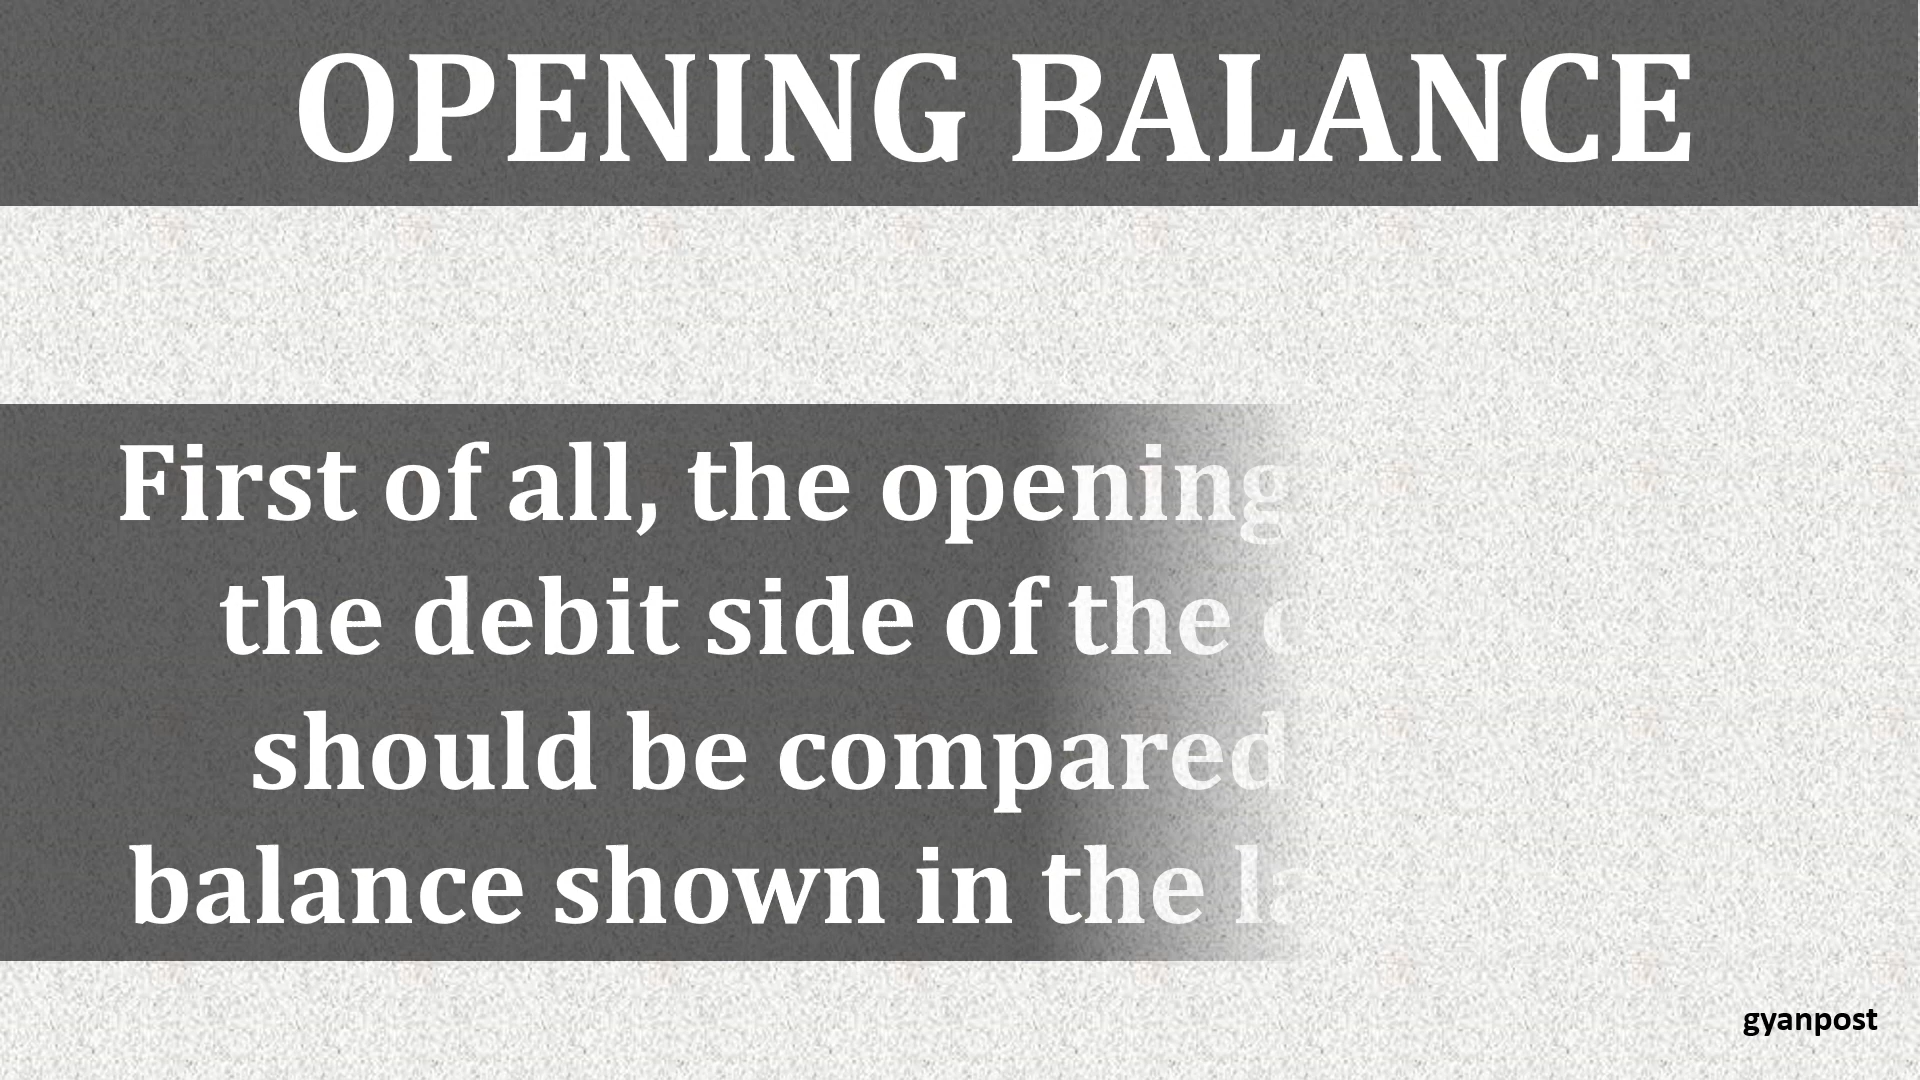 OPENING BALANCE
First of all, the opening
the debit side of the
should be compared
balance shown in the
gyanpost